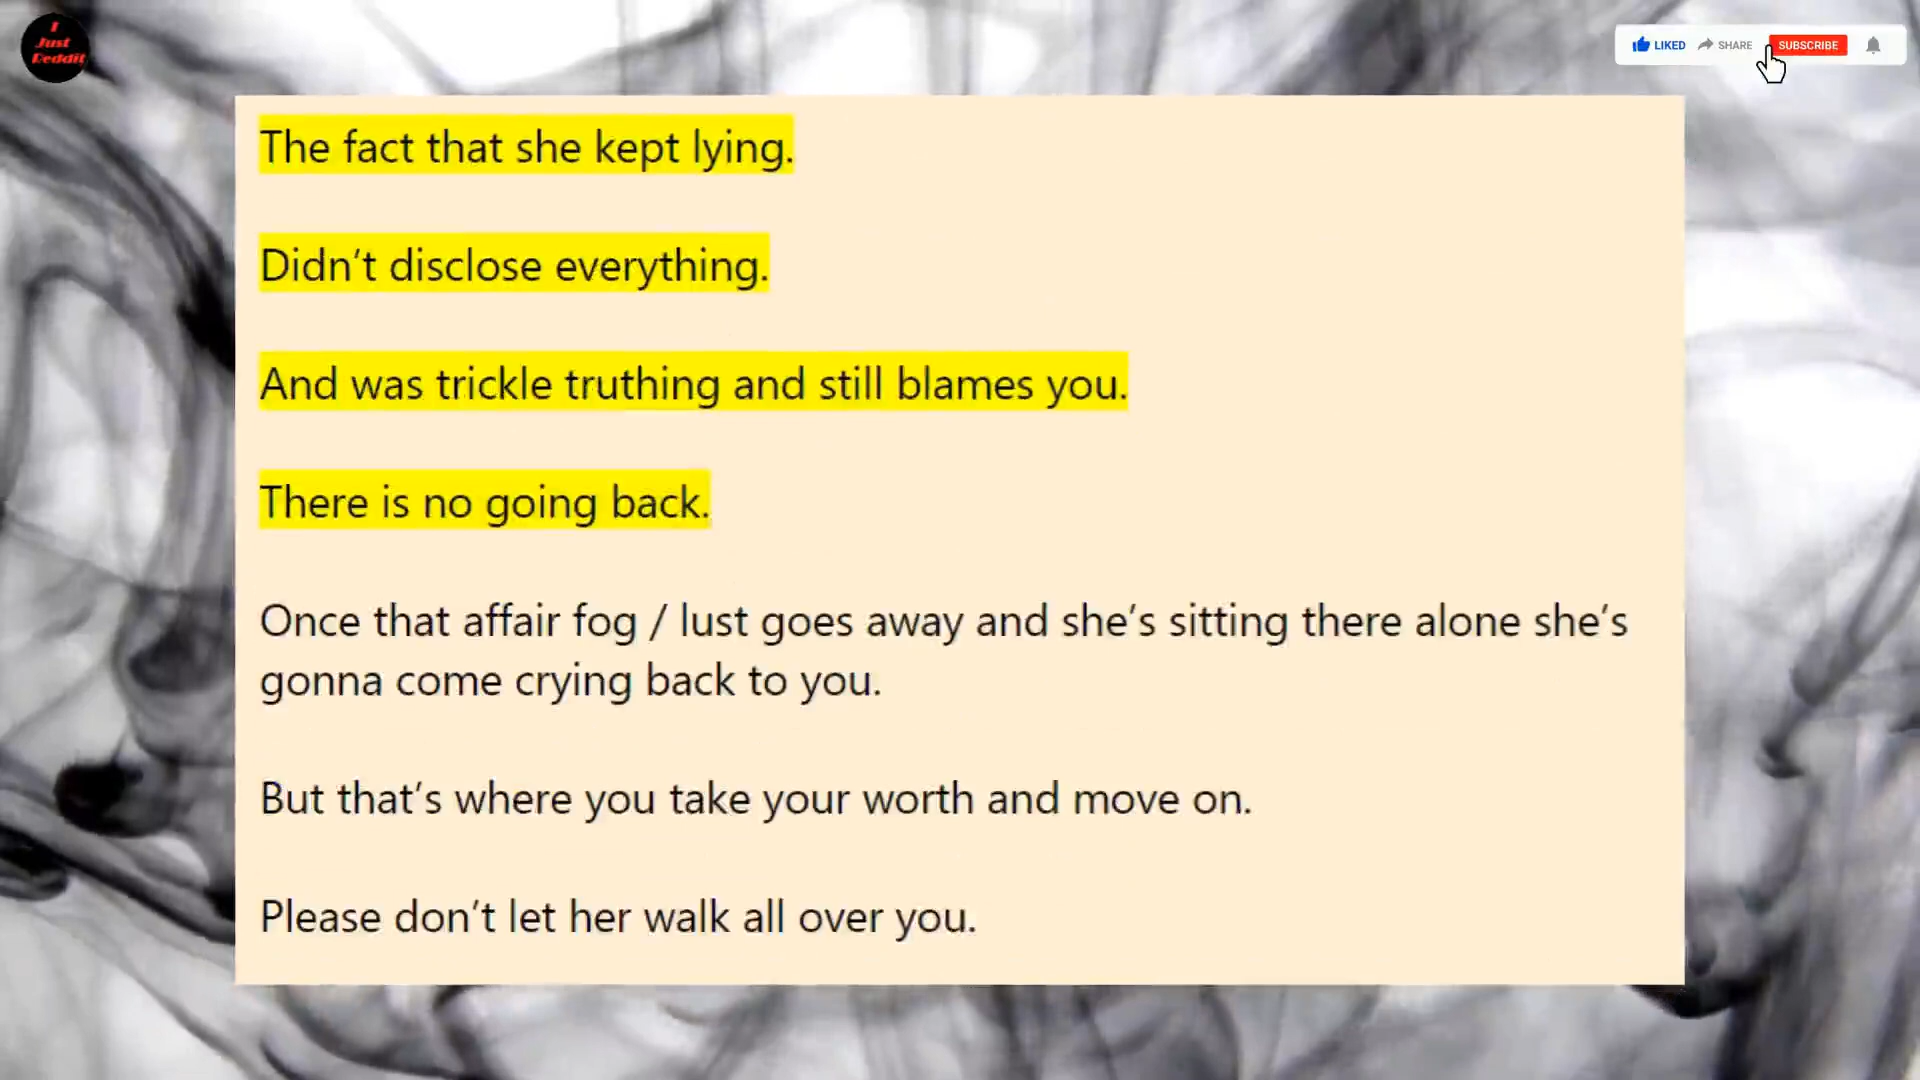 I
Just
Reddit
LIKED SHARE SUBSCRIBE
The fact that she kept lying.
Didn't disclose everything.
And was trickle truthing and still blames you.
There is no going back.
Once that affair fog / lust goes away and she's sitting there alone she's
gonna come crying back to you.
But that's where you take your worth and move on.
Please don't let her walk all over you.